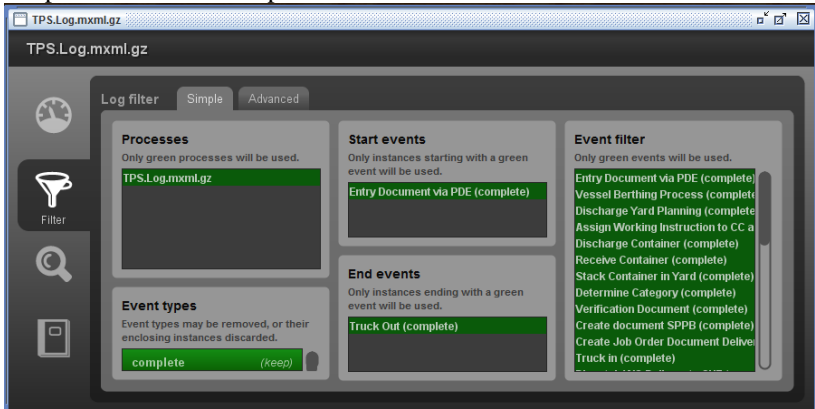 TPS.Log.mxml.gz
TPS.Log.mxml.gz
Log filter
Simple
Advanced
Filter
Processes
Only green processes will be used.
TPS.Log.mxml.gz
Event types
Event types may be removed, or their
enclosing instances discarded.
complete (keep)
Start events
Only instances starting with a green
event will be used.
Entry Document via PDE (complete)
End events
Only instances ending with a green
event will be used.
Truck Out (complete)
Event filter
Only green events will be used.
Entry Document via PDE (complete)
Vessel Berthing Process (complete
Discharge Yard Planning (complete
Assign Working Instruction to CC a
Discharge Container (complete)
Receive Container (complete)
Stack Container in Yard (complete)
Determine Category (complete)
Verification Document (complete)
Create document SPPB (complete)
Create Job Order Document Deliver
Truck in (complete)